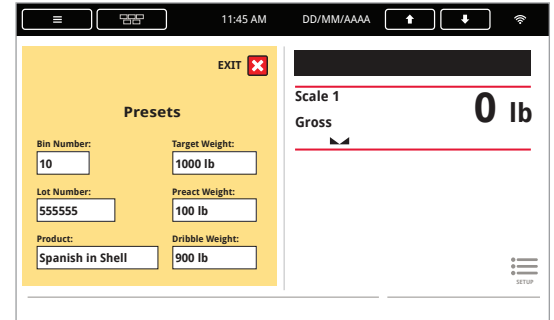 11:45 AM DD/MM/AAAA
EXIT
Presets
Bin Number: Target Weight:
10 1000 lb
Lot Number: Preact Weight:
555555 100 lb
Product: Dribble Weight:
Spanish in Shell 900 lb
Scale 1
Gross
0 lb
SETUP